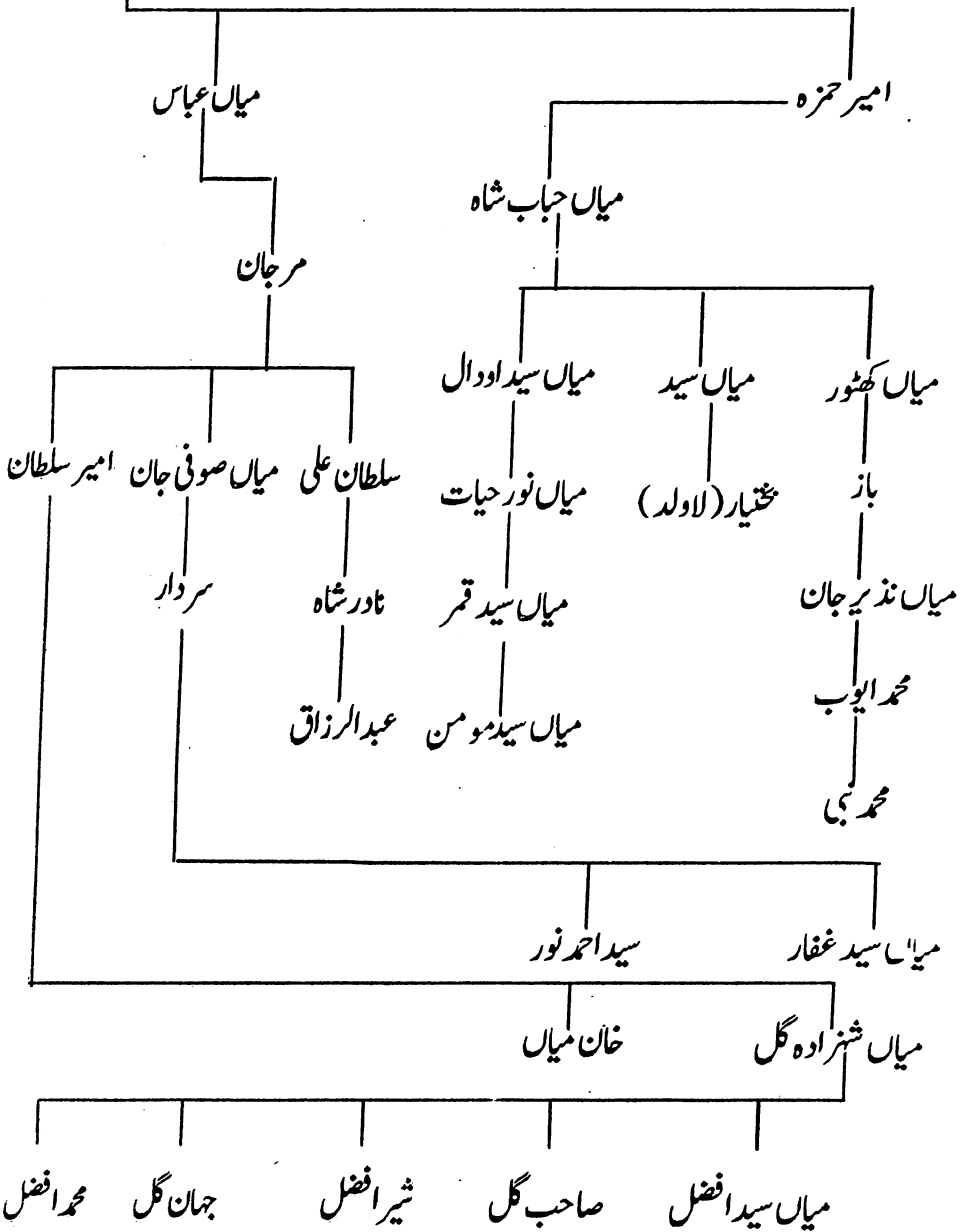 امیر حمزہ
میاں عباس
میاں حباب شاہ
مرجان
میاں کھٹور
میاں سید
میاں سید اودال
سلطان علی
میاں صوفی جان
امیر سلطان
باز
بختیار (لاولد)
میاں نور حیات
میاں نذیر جان
میاں سید قمر
نادر شاہ
سردار
محمد ایوب
میاں سید مومن
عبدالرزاق
محمد نبی
میاں سید غفار
سید احمد نور
میاں شہزادہ گل
خان میاں
میاں سید افضل
صاحب گل
شیر افضل
جہان گل
محمد افضل